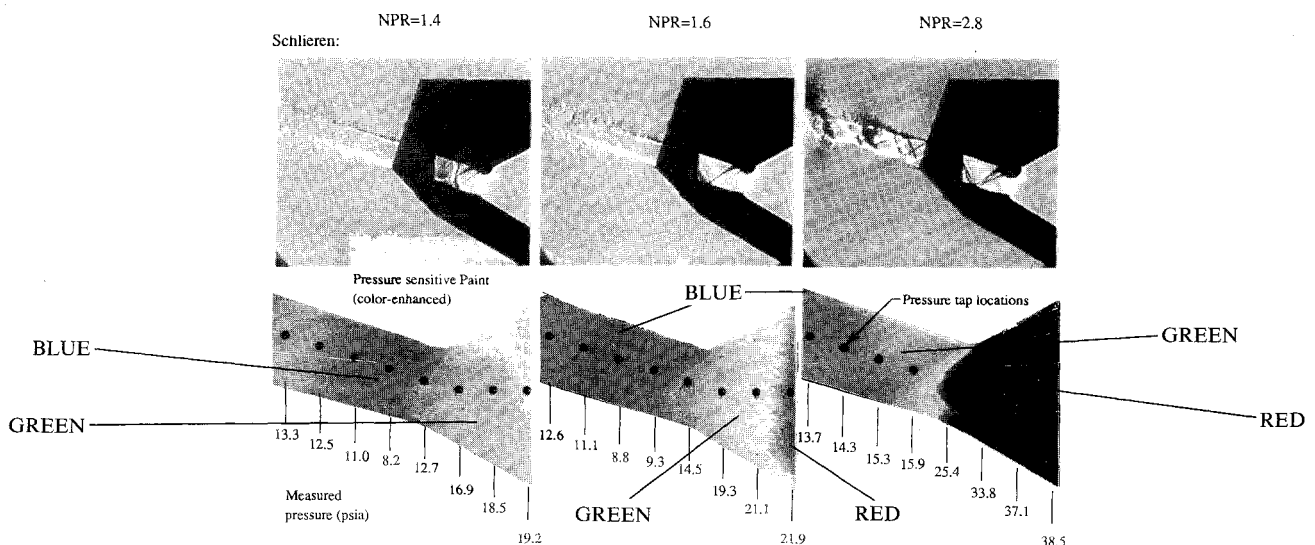 NPR=1.4 NPR=1.6 NPR=2.8
Schlieren:
Pressure sensitive Paint
(color-enhanced)
BLUE
Pressure tap locations
GREEN
BLUE
GREEN
RED
13.3 12.5 11.0 8.2 12.7 16.9 18.5 19.2
12.6 11.1 8.8 9.3 14.5 19.3 21.1 21.9
13.7 14.3 15.3 15.9 25.4 33.8 37.1 38.5
Measured
pressure (psia)
GREEN
RED